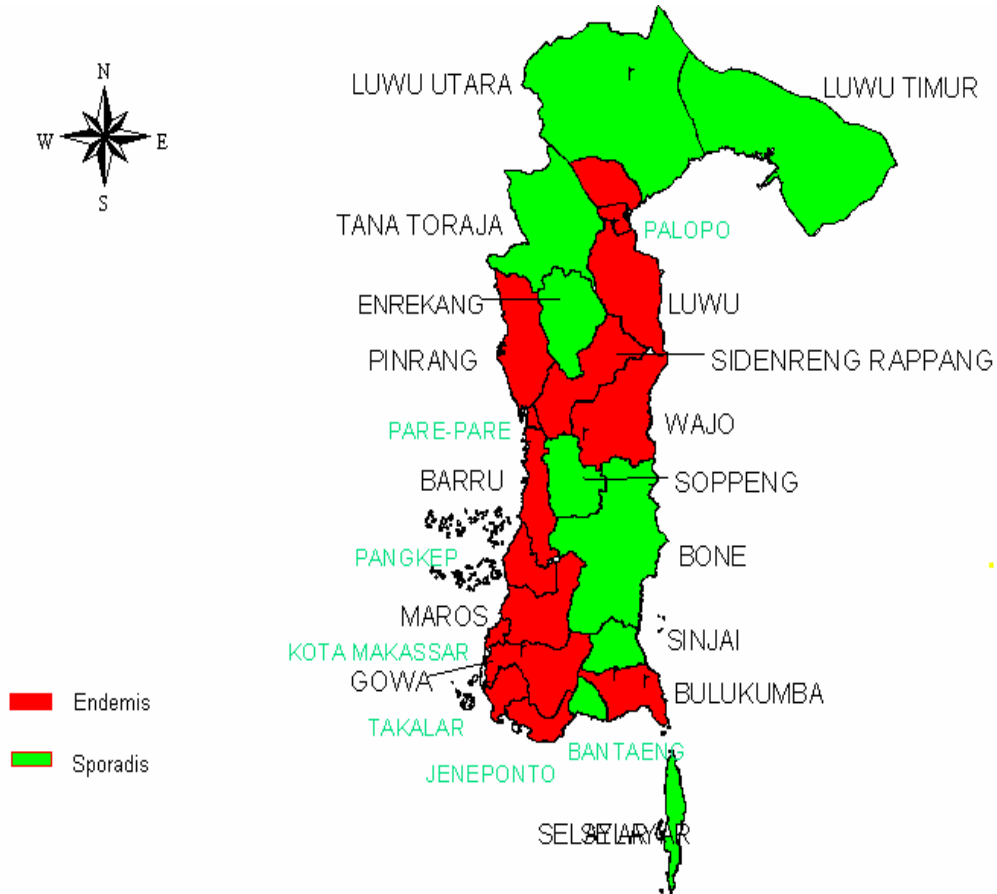 LUWU UTARA
LUWU TIMUR
N
W
E
S
TANA TORAJA
PALOPO
ENREKANG
LUWU
PINRANG
SIDENRENG RAPPANG
PARE-PARE
WAJO
BARRU
SOPPENG
PANGKEP
BONE
MAROS
SINJAI
KOTA MAKASSAR
GOWA
BULUKUMBA
Endemis
TAKALAR
BANTAENG
Sporadis
JENEPONTO